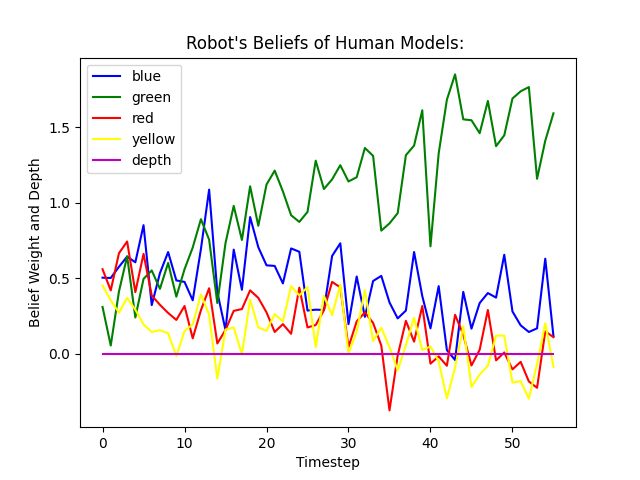 Robot's Beliefs of Human Models:
blue
green
red
yellow
depth
Belief Weight and Depth
1.5
1.0
0.5
0.0
0 10 20 30 40 50
Timestep